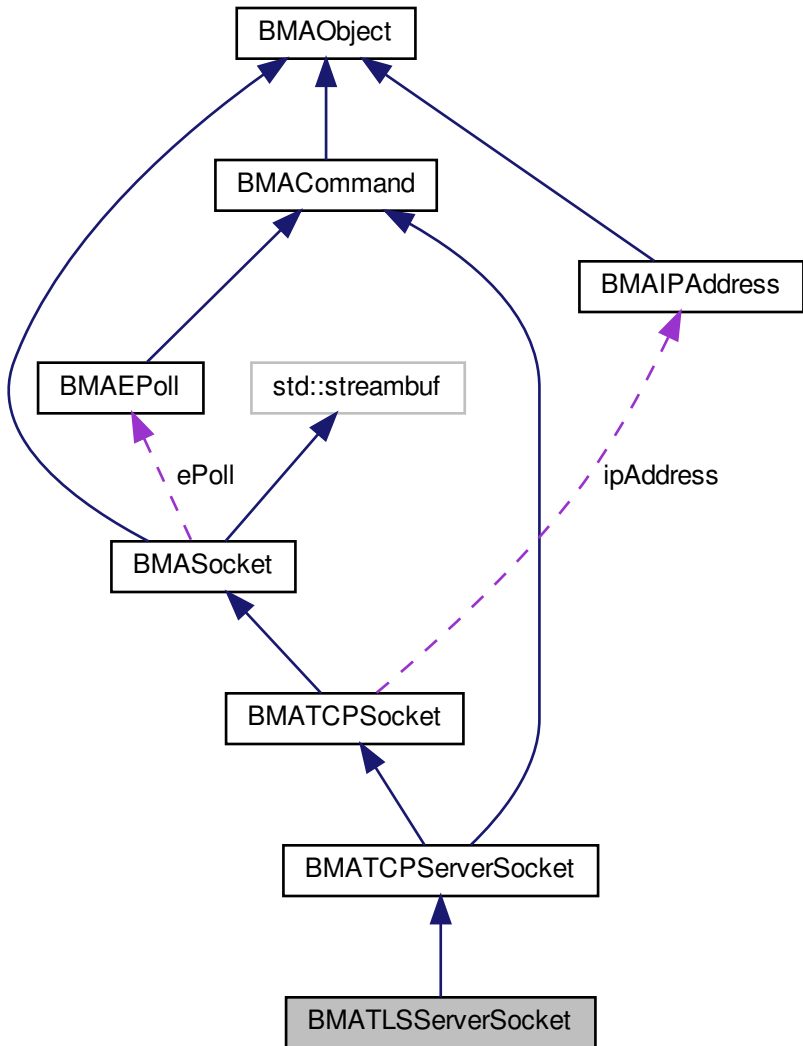 BMAObject
BMACommand
BMAIPAddress
BMAEPoll
std::streambuf
ePoll
ipAddress
BMASocket
BMATCPSocket
BMATCPServerSocket
BMATLSServerSocket